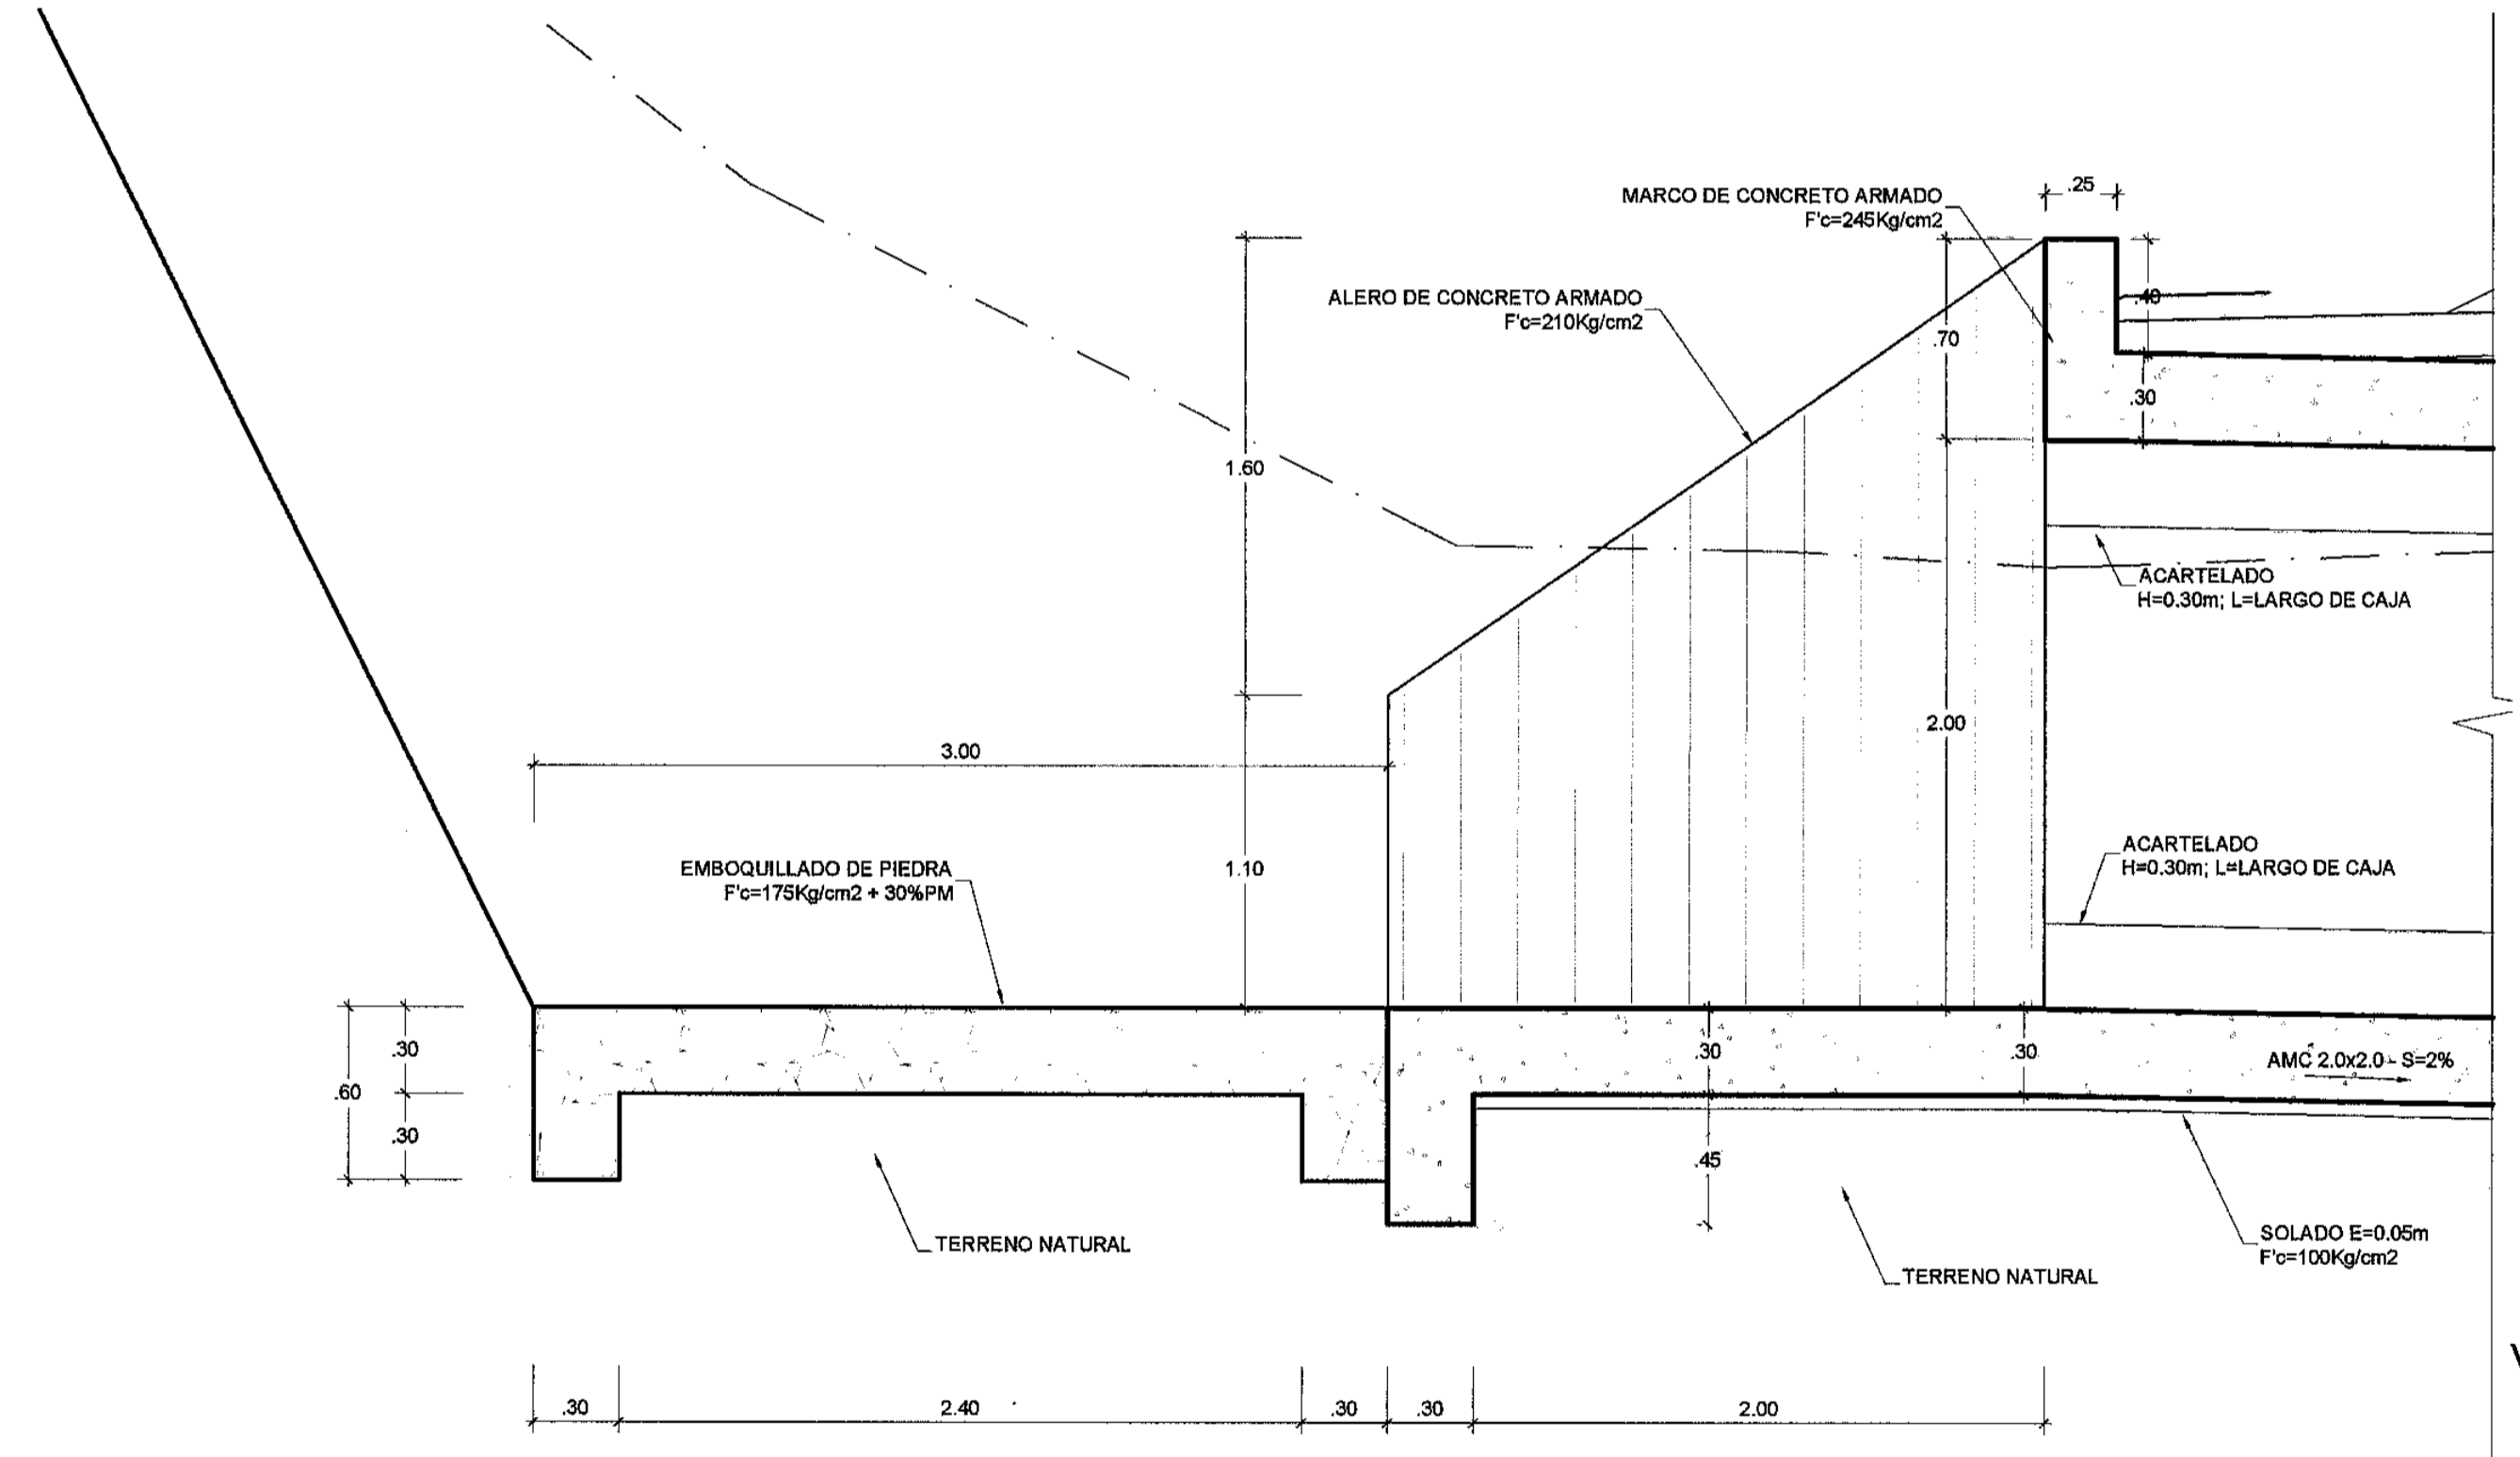 .25
MARCO DE CONCRETO ARMADO
F'c=245Kg/cm2
ALERO DE CONCRETO ARMADO
F'c=210Kg/cm2
.40
.70
.30
1.60
ACARTELADO
H=0.30m; L=LARGO DE CAJA
2.00
3.00
EMBOQUILLADO DE PIEDRA
F'c=175Kg/cm2 + 30%PM
1.10
ACARTELADO
H=0.30m; L=LARGO DE CAJA
.30
.60
.30
.30
.30
AMC 2.0x2.0 - S=2%
.45
TERRENO NATURAL
TERRENO NATURAL
SOLADO E=0.05m
F'c=100Kg/cm2
.30
2.40
.30
.30
2.00